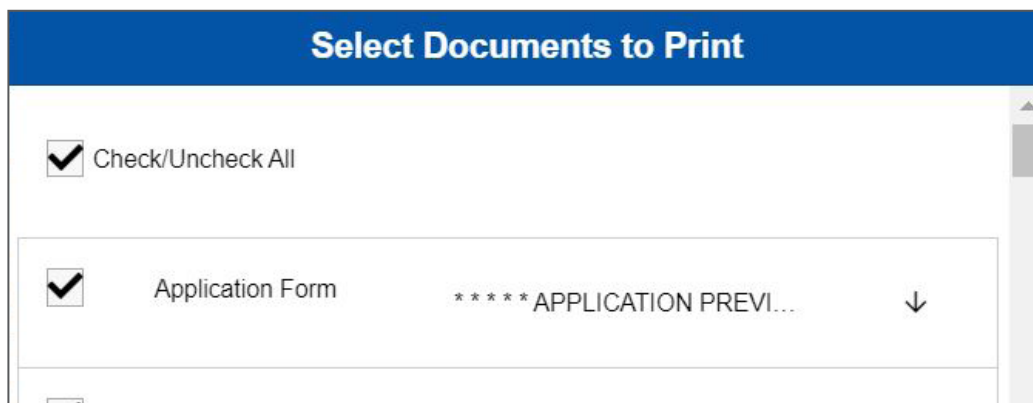 Select Documents to Print
Check/Uncheck All
Application Form
* * * * * APPLICATION PREVI...